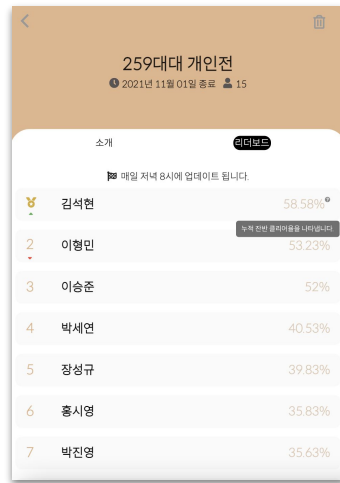 259대대 개인전
2021년 11월 01일 종료 15
소개 리더보드
매일 저녁 8시에 업데이트 됩니다.
김석현 58.58%
누적 잔반 클리어율을 나타냅니다.
2 이형민 53.23%
3 이승준 52%
4 박세연 40.53%
5 장성규 39.83%
6 홍시영 35.83%
7 박진영 35.63%